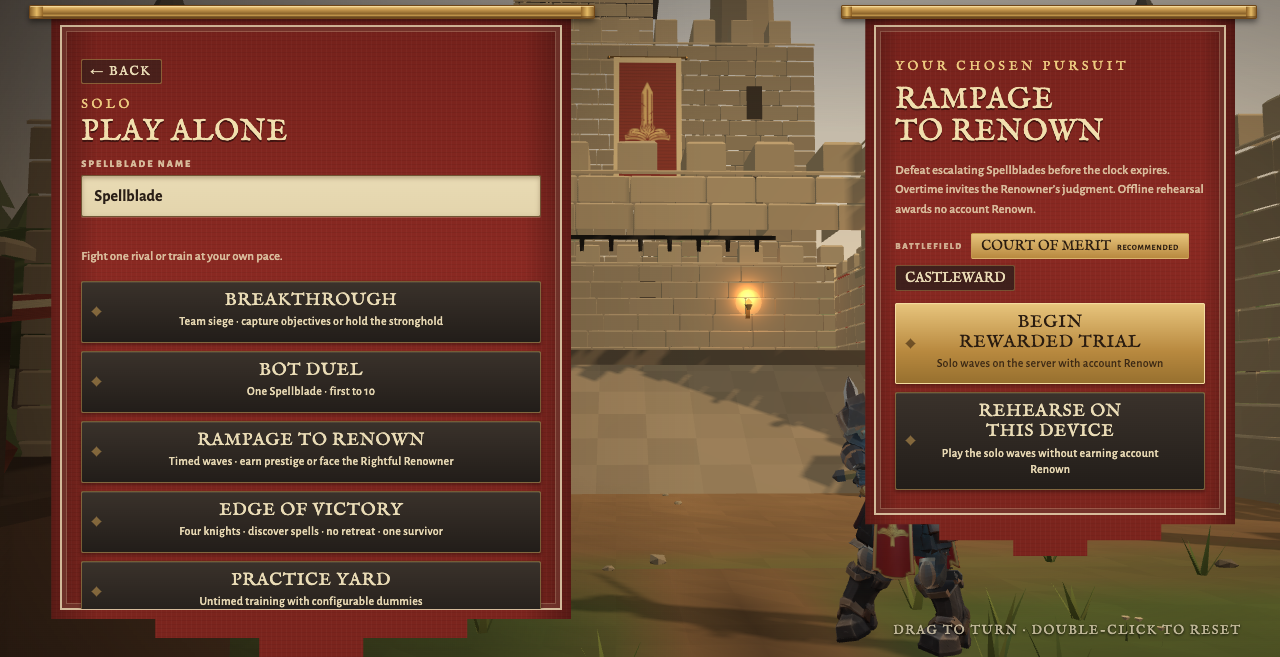 ← BACK
SOLO
PLAY ALONE
SPELLBLADE NAME
Spellblade
Fight one rival or train at your own pace.
BREAKTHROUGH
Team siege · capture objectives or hold the stronghold
BOT DUEL
One Spellblade · first to 10
RAMPAGE TO RENOWN
Timed waves · earn prestige or face the Rightful Renowner
EDGE OF VICTORY
Four knights · discover spells · no retreat · one survivor
PRACTICE YARD
Untimed training with configurable dummies
YOUR CHOSEN PURSUIT
RAMPAGE
TO RENOWN
Defeat escalating Spellblades before the clock expires.
Overtime invites the Renowner's judgment. Offline rehearsal
awards no account Renown.
BATTLEFIELD COURT OF MERIT RECOMMENDED
CASTLEWARD
BEGIN
REWARDED TRIAL
Solo waves on the server with account Renown
REHEARSE ON
THIS DEVICE
Play the solo waves without earning account
Renown
DRAG TO TURN · DOUBLE-CLICK TO RESET